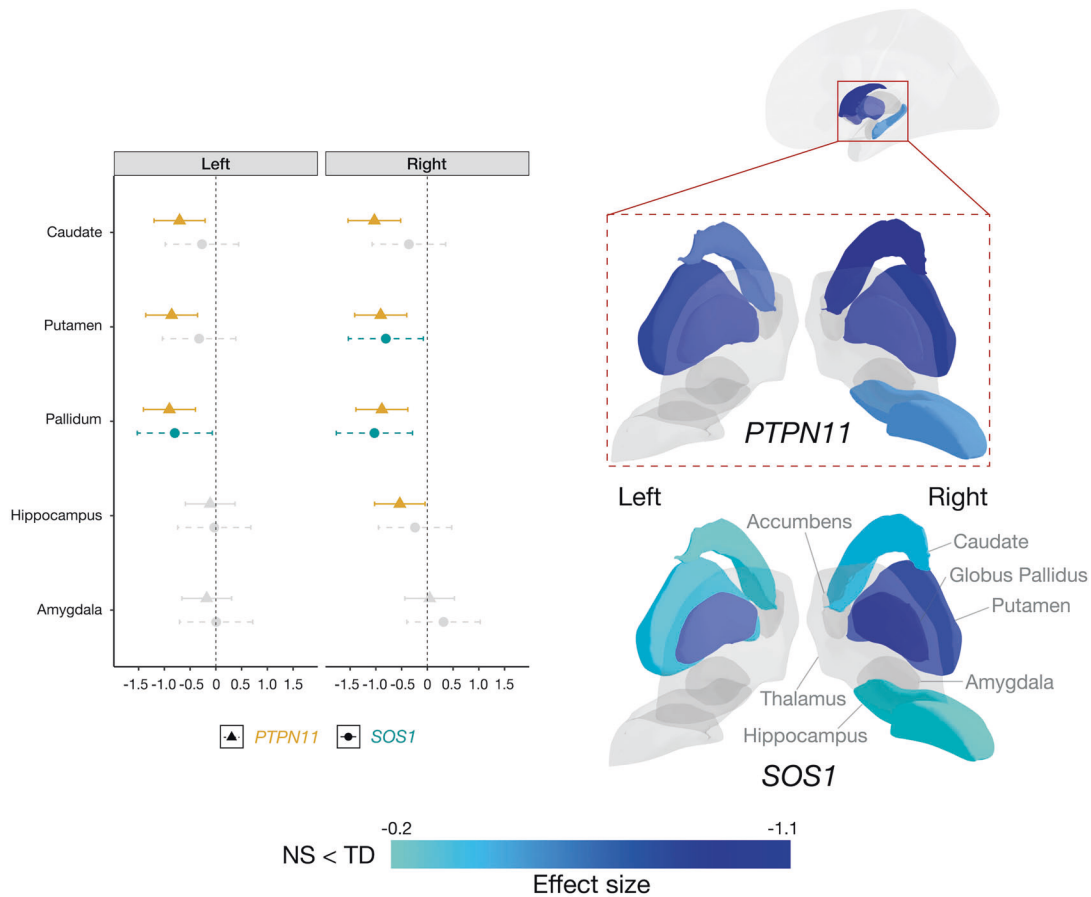 Left
Right
Caudate
Putamen
Pallidum
Hippocampus
Amygdala
-1.5 -1.0 -0.5 0 0.5 1.0 1.5
-1.5 -1.0 -0.5 0 0.5 1.0 1.5
PTPN11
SOS1
PTPN11
Left
Right
Accumbens
Caudate
Globus Pallidus
Putamen
Amygdala
Thalamus
Hippocampus
SOS1
-0.2
-1.1
NS < TD
Effect size